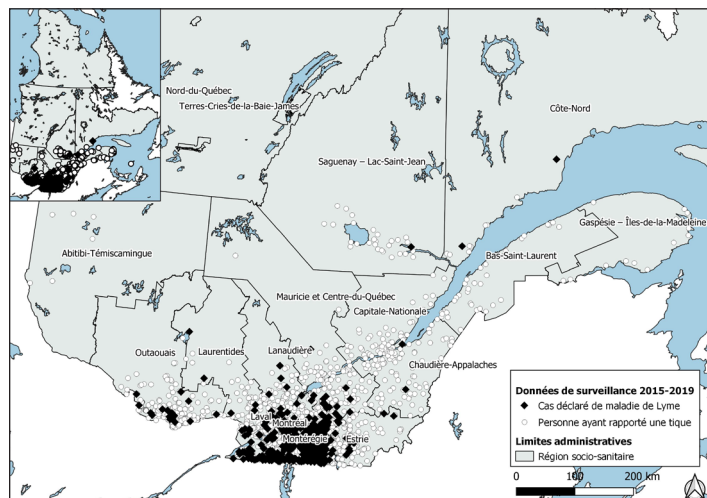 Nord-du-Québec
Terres-Cries-de-la-Baie-James
Côte-Nord
Saguenay – Lac-Saint-Jean
Gaspésie – Îles-de-la-Madeleine
Abitibi-Témiscamingue
Bas-Saint-Laurent
Mauricie et Centre-du-Québec
Capitale-Nationale
Outaouais
Laurentides
Lanaudière
Chaudière-Appalaches
Laval
Montréal
Montérégie
Estrie
Données de surveillance 2015-2019
Cas déclaré de maladie de Lyme
Personne ayant rapporté une tique
Limites administratives
Région socio-sanitaire
0 100 200 km